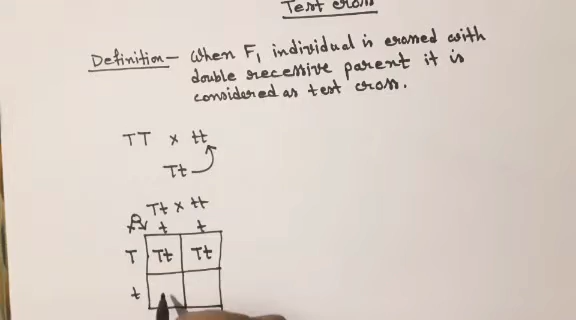 Test cross
Definition - When F₁ individual is crossed with
double recessive parent it is
considered as test cross.
TT x tt
Tt
Tt x tt
t t
T Tt Tt
t